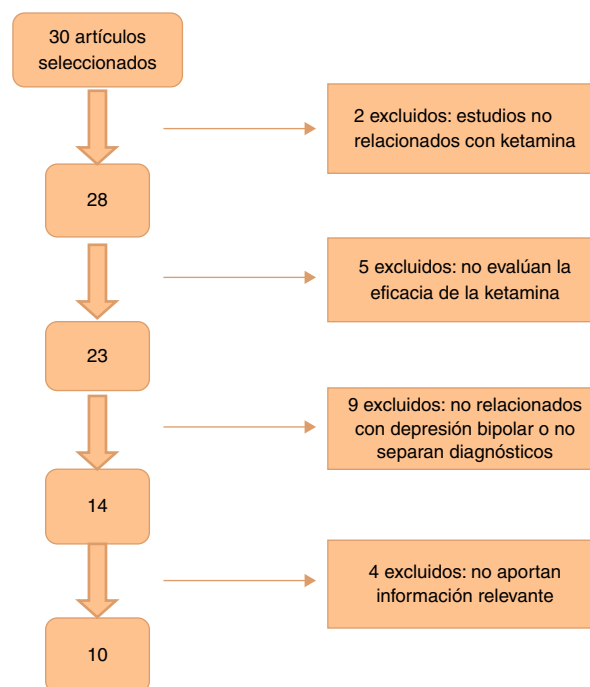 30 artículos
seleccionados
2 excluidos: estudios no
relacionados con ketamina
28
5 excluidos: no evalúan la
eficacia de la ketamina
23
9 excluidos: no relacionados
con depresión bipolar o no
separan diagnósticos
14
4 excluidos: no aportan
información relevante
10